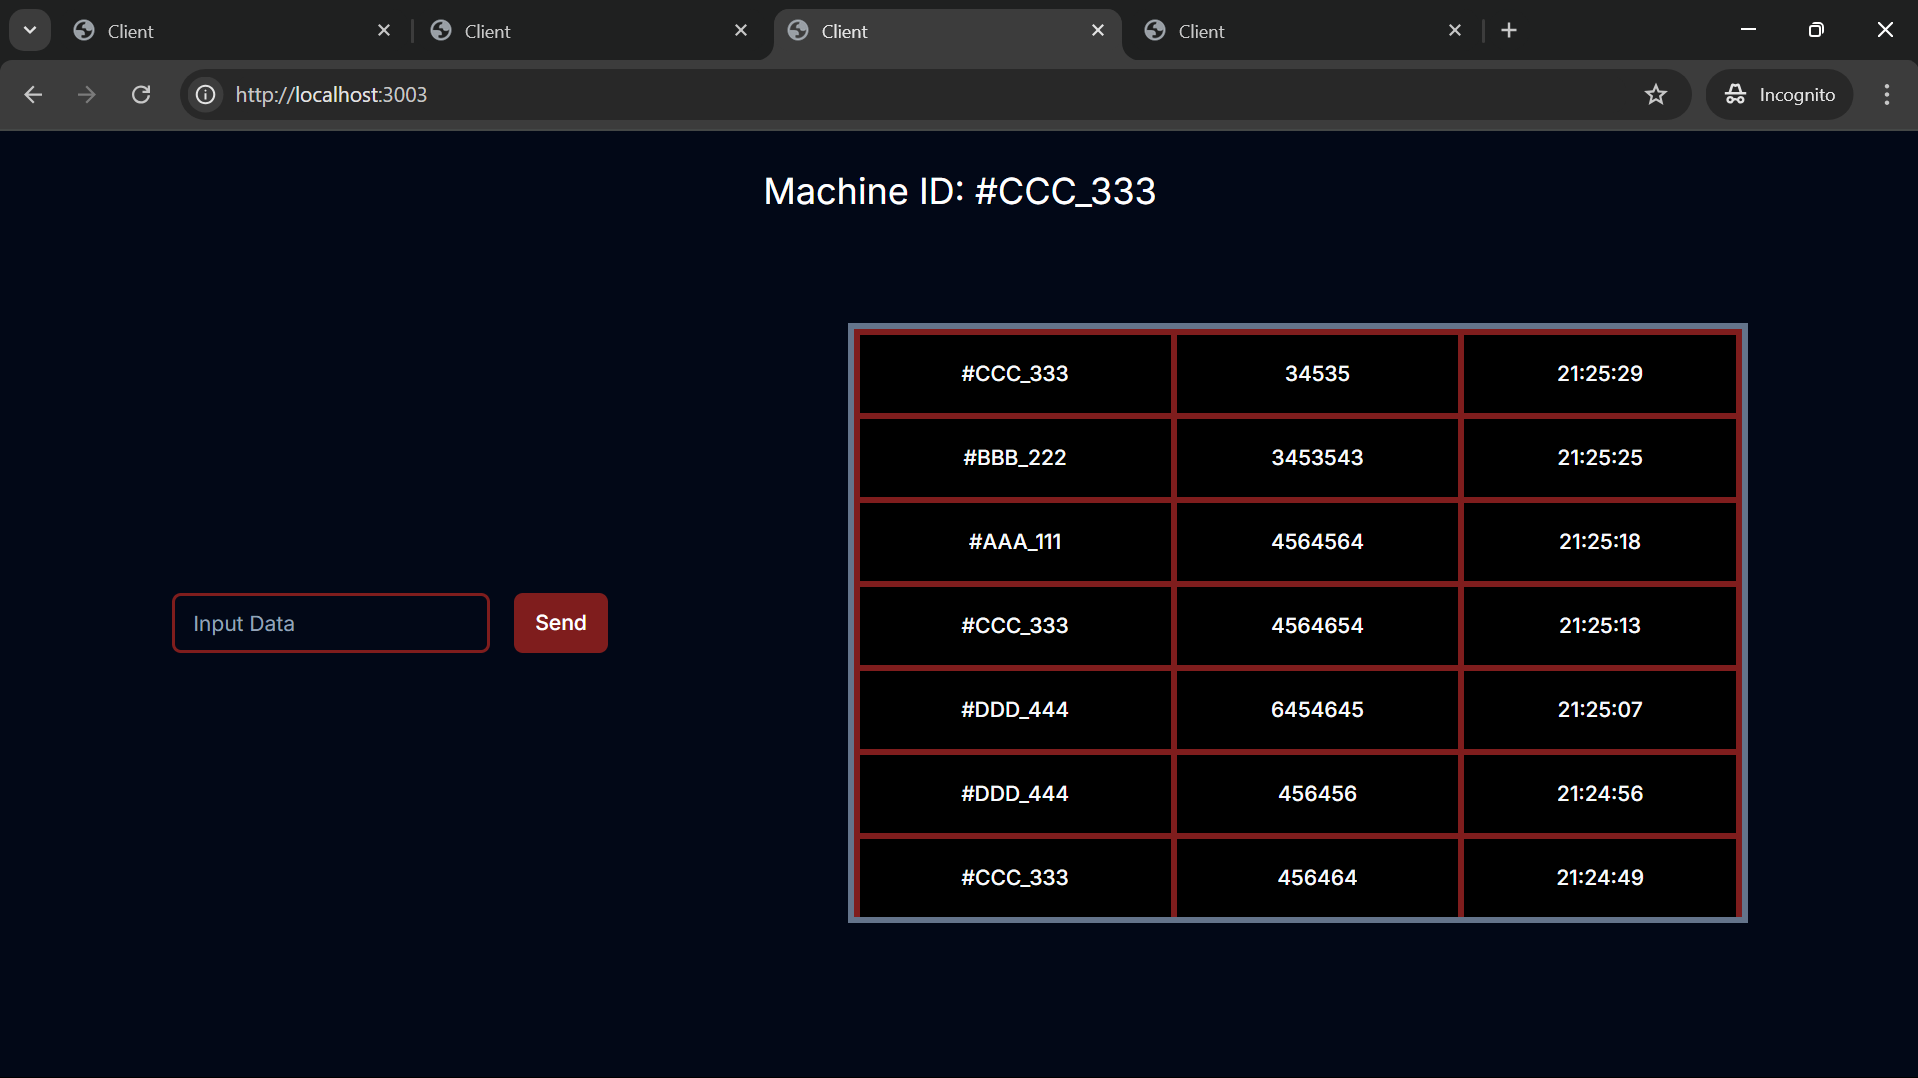 Client Client Client Client
http://localhost:3003 Incognito
Machine ID: #CCC_333
#CCC_333 34535 21:25:29
#BBB_222 3453543 21:25:25
#AAA_111 4564564 21:25:18
#CCC_333 4564654 21:25:13
Input Data Send
#DDD_444 6454645 21:25:07
#DDD_444 456456 21:24:56
#CCC_333 456464 21:24:49